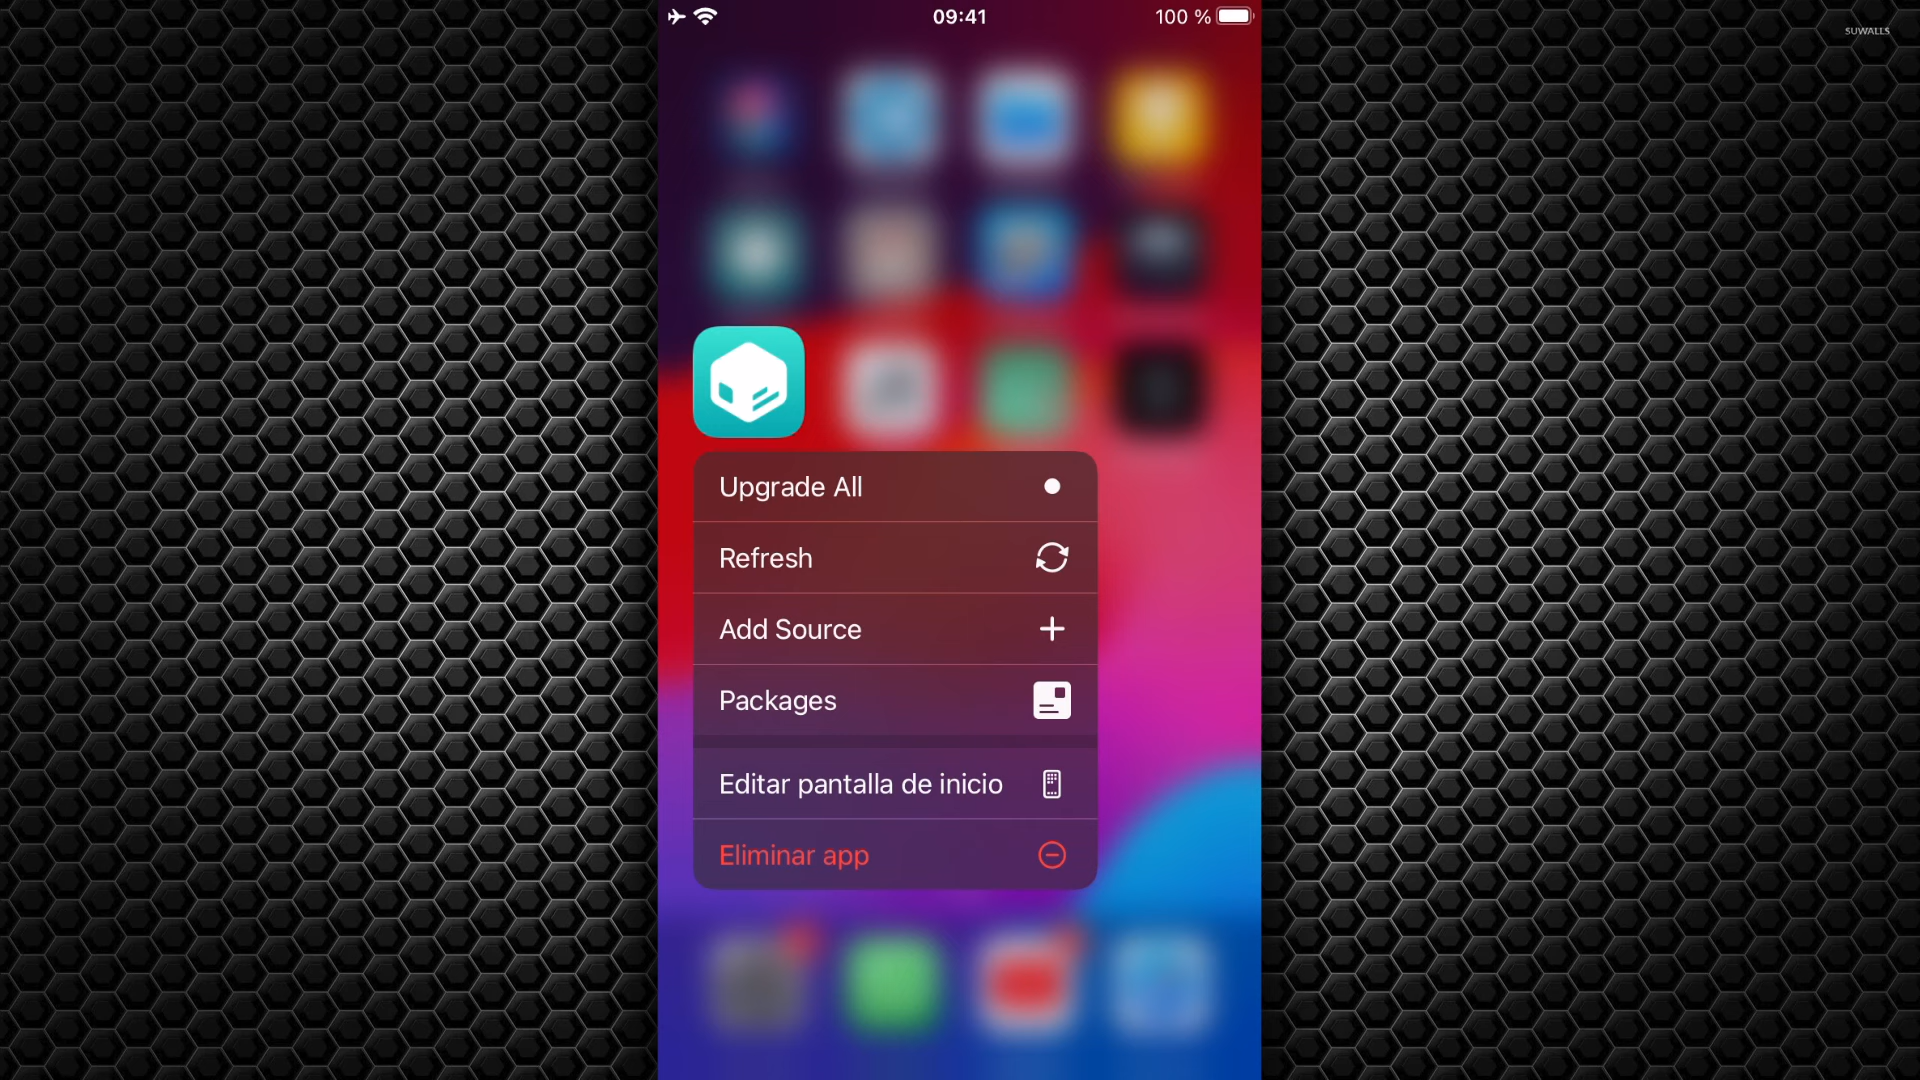 09:41
100 %
SUWALLS
Upgrade All
Refresh
Add Source
Packages
Editar pantalla de inicio
Eliminar app